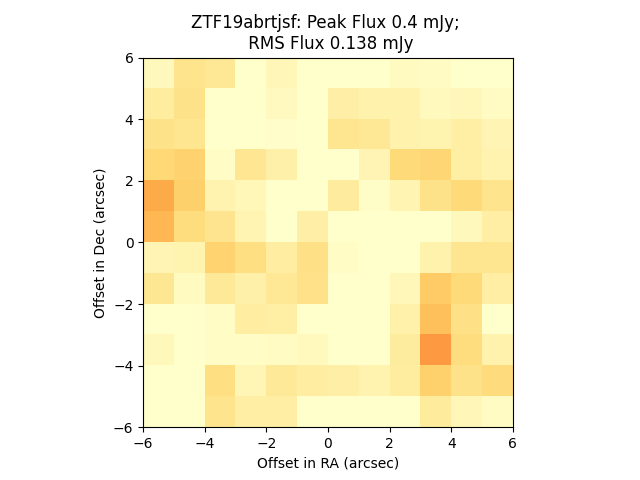 ZTF19abrtjsf: Peak Flux 0.4 mJy;
RMS Flux 0.138 mJy
6
4
2
0
−2
−4
−6
Offset in Dec (arcsec)
−6 −4 −2 0 2 4 6
Offset in RA (arcsec)